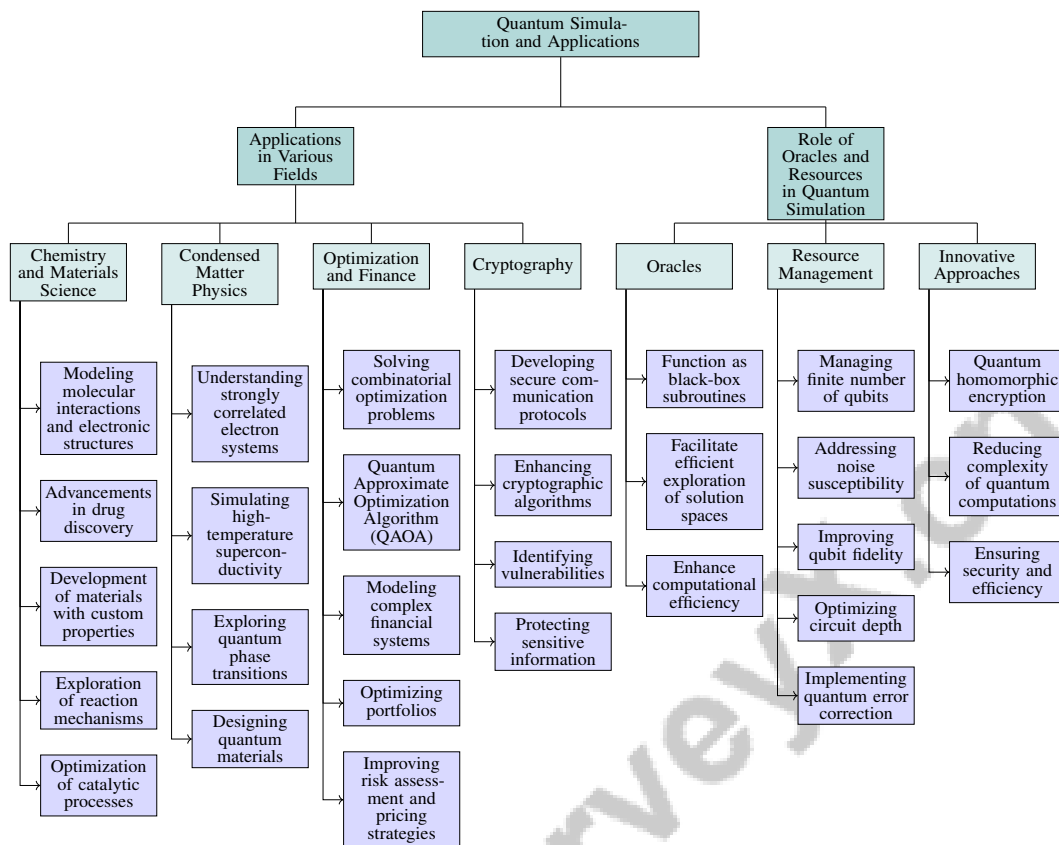 Quantum Simula-
tion and Applications
Applications
in Various
Fields
Role of
Oracles and
Resources
in Quantum
Simulation
Chemistry
and Materials
Science
Condensed
Matter
Physics
Optimization
and Finance
Cryptography
Oracles
Resource
Management
Innovative
Approaches
Modeling
molecular
interactions
and electronic
structures
Advancements
in drug
discovery
Development
of materials
with custom
properties
Exploration
of reaction
mechanisms
Optimization
of catalytic
processes
Understanding
strongly
correlated
electron
systems
Simulating
high-
temperature
supercon-
ductivity
Exploring
quantum
phase
transitions
Designing
quantum
materials
Solving
combinatorial
optimization
problems
Quantum
Approximate
Optimization
Algorithm
(QAOA)
Modeling
complex
financial
systems
Optimizing
portfolios
Improving
risk assess-
ment and
pricing
strategies
Developing
secure com-
munication
protocols
Enhancing
cryptographic
algorithms
Identifying
vulnerabilities
Protecting
sensitive
information
Function as
black-box
subroutines
Facilitate
efficient
exploration
of solution
spaces
Enhance
computational
efficiency
Managing
finite number
of qubits
Addressing
noise
susceptibility
Improving
qubit fidelity
Optimizing
circuit depth
Implementing
quantum error
correction
Quantum
homomorphic
encryption
Reducing
complexity
of quantum
computations
Ensuring
security and
efficiency